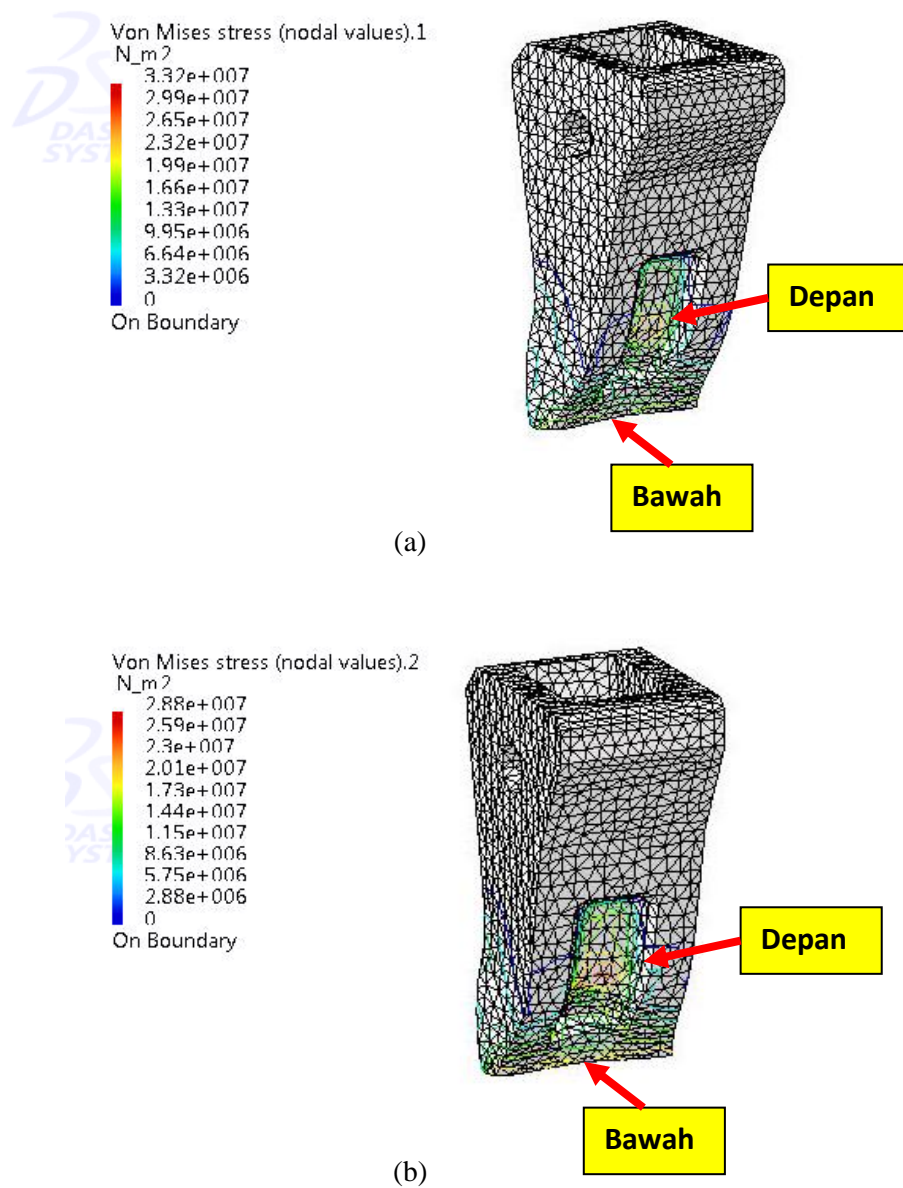 Von Mises stress (nodal values).1
N_m2
3.32e+007
2.99e+007
2.65e+007
2.32e+007
1.99e+007
1.66e+007
1.33e+007
9.95e+006
6.64e+006
3.32e+006
0
On Boundary
DAS
SYST
Depan
Bawah
(a)
Von Mises stress (nodal values).2
N_m2
2.88e+007
2.59e+007
2.3e+007
2.01e+007
1.73e+007
1.44e+007
1.15e+007
8.63e+006
5.75e+006
2.88e+006
0
On Boundary
DAS
YST
Depan
Bawah
(b)